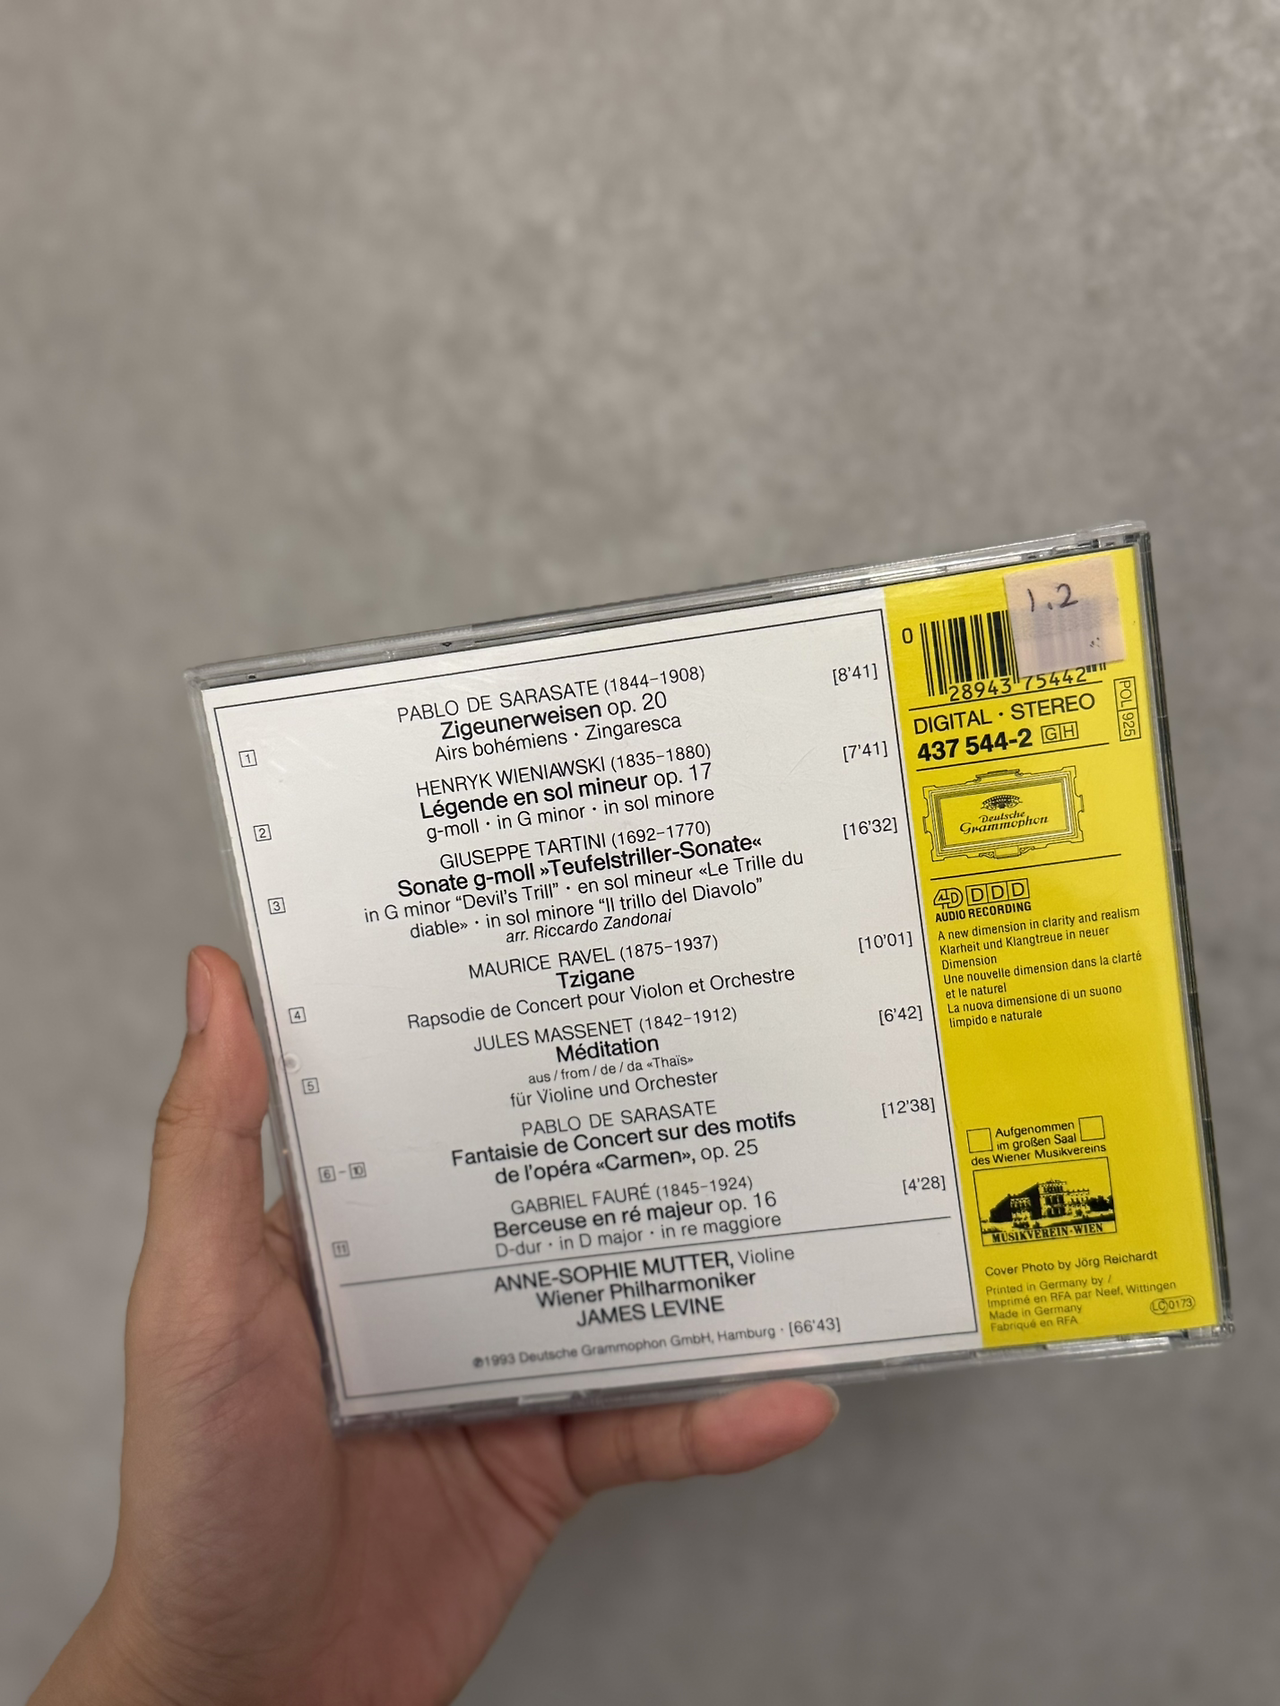 PABLO DE SARASATE (1844–1908) [8'41]
1 Zigeunerweisen op. 20
Airs bohémiens · Zingaresca
HENRYK WIENIAWSKI (1835–1880) [7'41]
2 Légende en sol mineur op. 17
g-moll · in G minor · in sol minore
GIUSEPPE TARTINI (1692–1770) [16'32]
3 Sonate g-moll »Teufelstriller-Sonate«
in G minor “Devil's Trill” · en sol mineur «Le Trille du
diable» · in sol minore “Il trillo del Diavolo”
arr. Riccardo Zandonai
MAURICE RAVEL (1875–1937) [10'01]
4 Tzigane
Rapsodie de Concert pour Violon et Orchestre
JULES MASSENET (1842–1912) [6'42]
5 Méditation
aus / from / de / da «Thaïs»
für Violine und Orchester
PABLO DE SARASATE [12'38]
6 – 10 Fantaisie de Concert sur des motifs
de l'opéra «Carmen», op. 25
GABRIEL FAURÉ (1845–1924) [4'28]
11 Berceuse en ré majeur op. 16
D-dur · in D major · in re maggiore
ANNE-SOPHIE MUTTER, Violine
Wiener Philharmoniker
JAMES LEVINE
℗1993 Deutsche Grammophon GmbH, Hamburg · [66'43]
1.2
0 28943 75442
DIGITAL · STEREO
437 544-2 GH
POL 925
Deutsche
Grammophon
4D DDD
AUDIO RECORDING
A new dimension in clarity and realism
Klarheit und Klangtreue in neuer
Dimension
Une nouvelle dimension dans la clarté
et le naturel
La nuova dimensione di un suono
limpido e naturale
Aufgenommen
im großen Saal
des Wiener Musikvereins
MUSIKVEREIN·WIEN
Cover Photo by Jörg Reichardt
Printed in Germany by /
Imprimé en RFA par Neef, Wittingen
Made in Germany
Fabriqué en RFA
LC 0173